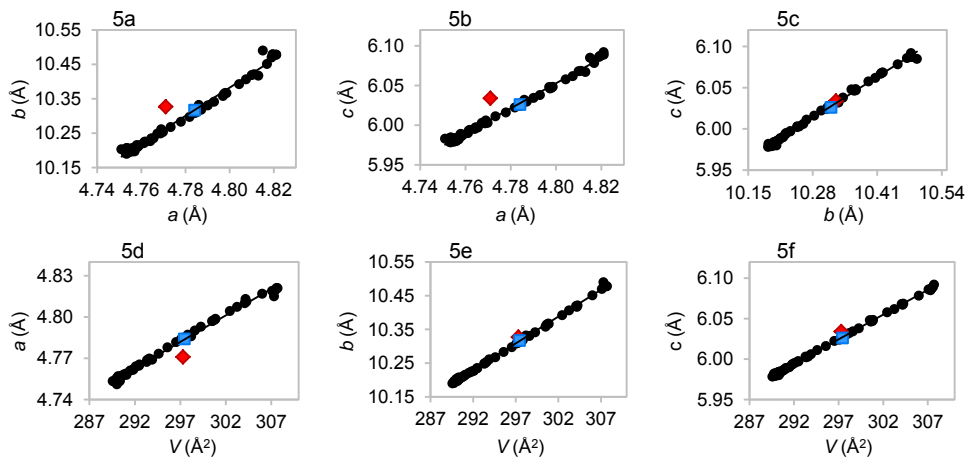 5a
b (Å)
10.55
10.45
10.35
10.25
10.15
4.74 4.76 4.78 4.80 4.82
a (Å)
5b
c (Å)
6.10
6.05
6.00
5.95
4.74 4.76 4.78 4.80 4.82
a (Å)
5c
c (Å)
6.10
6.05
6.00
5.95
10.15 10.28 10.41 10.54
b (Å)
5d
a (Å)
4.83
4.80
4.77
4.74
287 292 297 302 307
V (Å²)
5e
b (Å)
10.55
10.45
10.35
10.25
10.15
287 292 297 302 307
V (Å²)
5f
c (Å)
6.10
6.05
6.00
5.95
287 292 297 302 307
V (Å²)